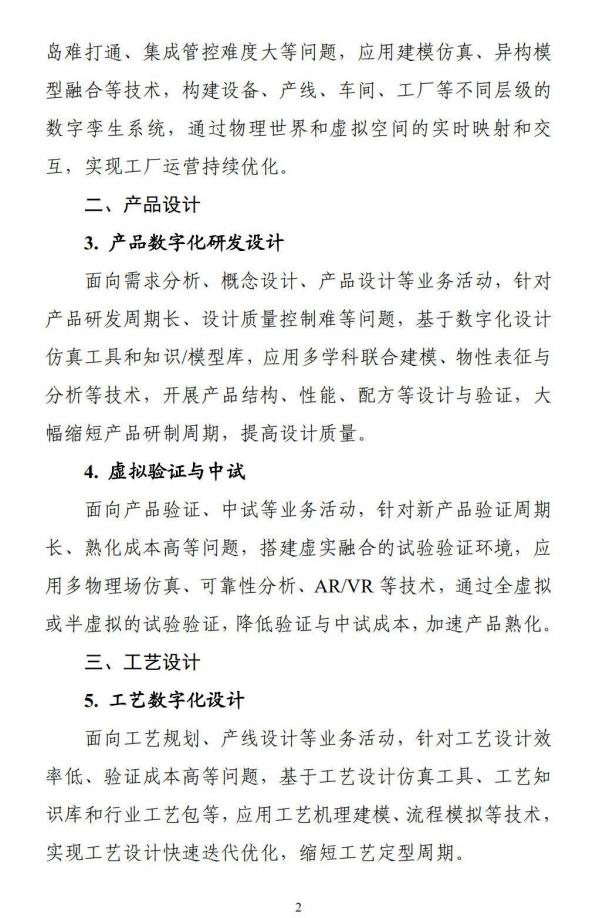 岛难打通、集成管控难度大等问题，应用建模仿真、异构模
型融合等技术，构建设备、产线、车间、工厂等不同层级的
数字孪生系统，通过物理世界和虚拟空间的实时映射和交
互，实现工厂运营持续优化。
二、产品设计
3. 产品数字化研发设计
面向需求分析、概念设计、产品设计等业务活动，针对
产品研发周期长、设计质量控制难等问题，基于数字化设计
仿真工具和知识/模型库，应用多学科联合建模、物性表征与
分析等技术，开展产品结构、性能、配方等设计与验证，大
幅缩短产品研制周期，提高设计质量。
4. 虚拟验证与中试
面向产品验证、中试等业务活动，针对新产品验证周期
长、熟化成本高等问题，搭建虚实融合的试验验证环境，应
用多物理场仿真、可靠性分析、AR/VR 等技术，通过全虚拟
或半虚拟的试验验证，降低验证与中试成本，加速产品熟化。
三、工艺设计
5. 工艺数字化设计
面向工艺规划、产线设计等业务活动，针对工艺设计效
率低、验证成本高等问题，基于工艺设计仿真工具、工艺知
识库和行业工艺包等，应用工艺机理建模、流程模拟等技术，
实现工艺设计快速迭代优化，缩短工艺定型周期。
2